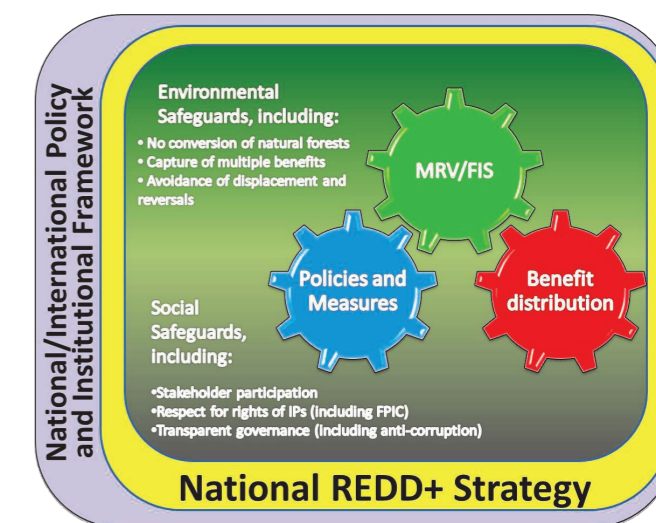 National/International Policy
and Institutional Framework
Environmental
Safeguards, including:
• No conversion of natural forests
• Capture of multiple benefits
• Avoidance of displacement and
reversals
MRV/FIS
Policies and
Measures
Benefit
distribution
Social
Safeguards,
including:
•Stakeholder participation
•Respect for rights of IPs (including FPIC)
•Transparent governance (including anti-corruption)
National REDD+ Strategy